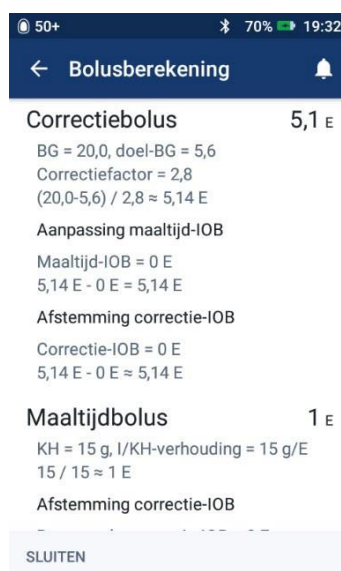 50+ 70% 19:32
← Bolusberekening
Correctiebolus 5,1 E
BG = 20,0, doel-BG = 5,6
Correctiefactor = 2,8
(20,0-5,6) / 2,8 ≈ 5,14 E
Aanpassing maaltijd-IOB
Maaltijd-IOB = 0 E
5,14 E - 0 E = 5,14 E
Afstemming correctie-IOB
Correctie-IOB = 0 E
5,14 E - 0 E ≈ 5,14 E
Maaltijdbolus 1 E
KH = 15 g, I/KH-verhouding = 15 g/E
15 / 15 ≈ 1 E
Afstemming correctie-IOB
SLUITEN